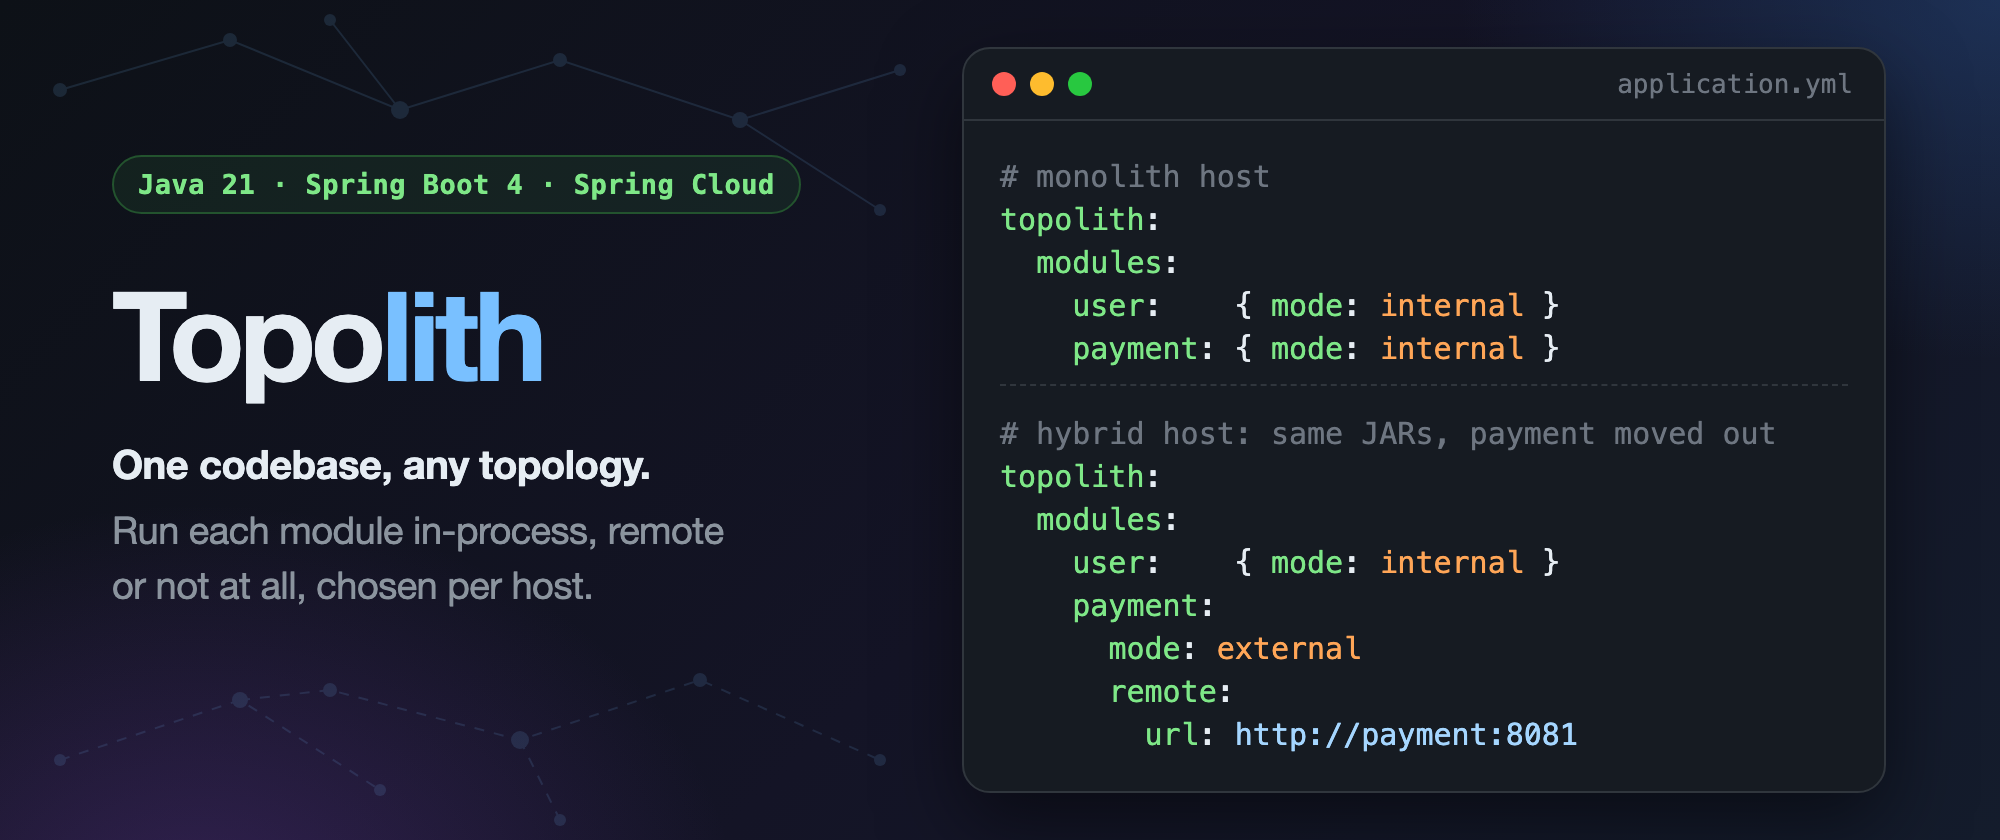 Java 21 · Spring Boot 4 · Spring Cloud
Topolith
One codebase, any topology.
Run each module in-process, remote
or not at all, chosen per host.
application.yml
# monolith host
topolith:
  modules:
    user:    { mode: internal }
    payment: { mode: internal }
# hybrid host: same JARs, payment moved out
topolith:
  modules:
    user:    { mode: internal }
    payment:
      mode: external
      remote:
        url: http://payment:8081